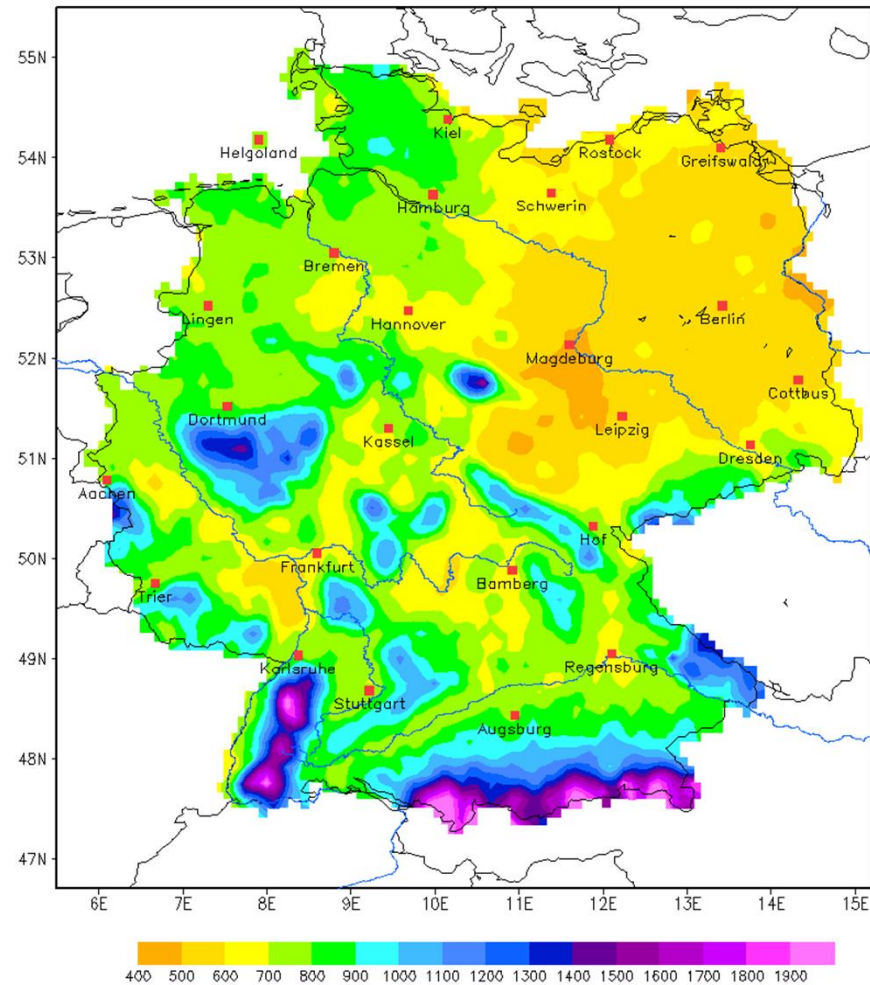 55N
Kiel
54N
Helgoland
Rostock
Greifswald
Hamburg
Schwerin
53N
Bremen
Lingen
Hannover
Berlin
52N
Magdeburg
Cottbus
Dortmund
Kassel
Leipzig
51N
Dresden
Aachen
Hof
50N
Frankfurt
Bamberg
Trier
49N
Karlsruhe
Regensburg
Stuttgart
Augsburg
48N
47N
6E 7E 8E 9E 10E 11E 12E 13E 14E 15E
400 500 600 700 800 900 1000 1100 1200 1300 1400 1500 1600 1700 1800 1900